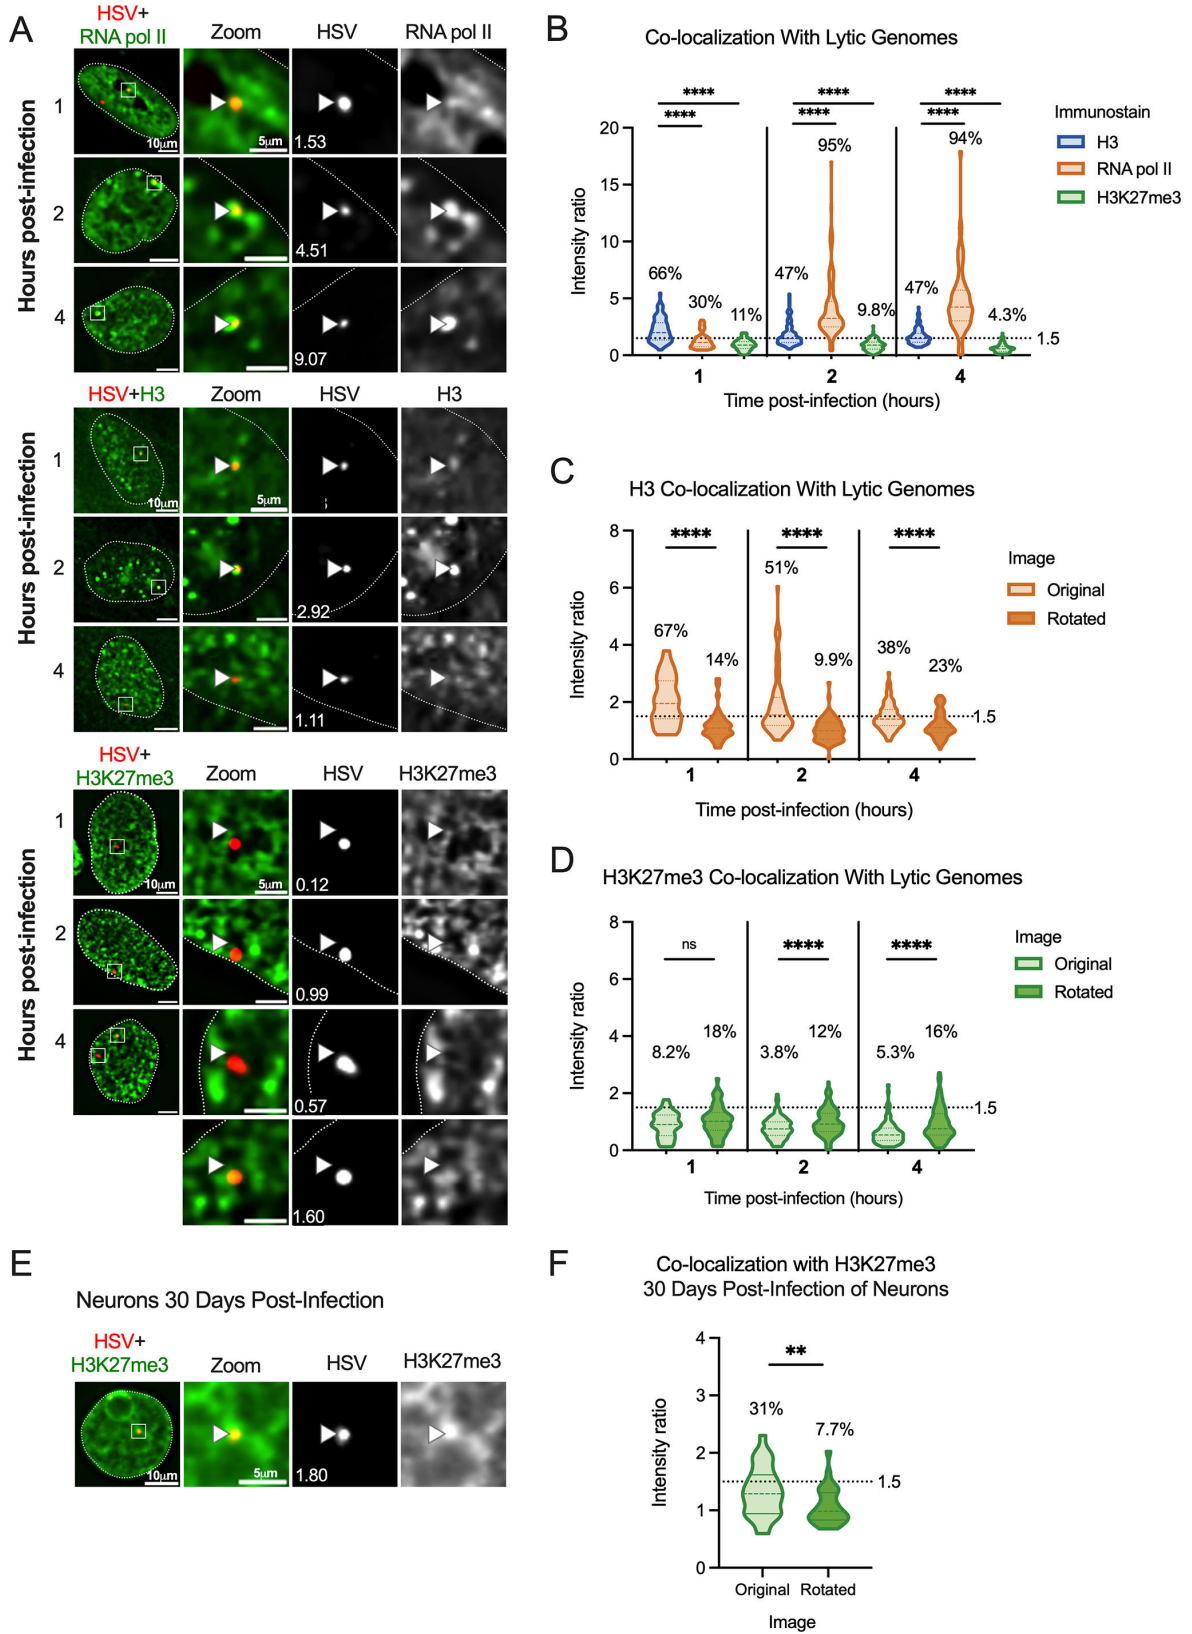 A
HSV+
RNA pol II
Zoom
HSV
RNA pol II
Hours post-infection
1
10μm
5μm
1.53
2
4.51
4
9.07
HSV+H3
Zoom
HSV
H3
Hours post-infection
1
10μm
5μm
2
2.92
4
1.11
HSV+
H3K27me3
Zoom
HSV
H3K27me3
Hours post-infection
1
10μm
5μm
0.12
2
0.99
4
0.57
1.60
B
Co-localization With Lytic Genomes
**** **** ****
**** **** ****
Immunostain
H3
RNA pol II
H3K27me3
Intensity ratio
20
15
10
5
0
66%
30%
11%
47%
95%
9.8%
47%
94%
4.3%
1.5
1 2 4
Time post-infection (hours)
C
H3 Co-localization With Lytic Genomes
**** **** ****
Image
Original
Rotated
Intensity ratio
8
6
4
2
0
67%
14%
51%
9.9%
38%
23%
1.5
1 2 4
Time post-infection (hours)
D
H3K27me3 Co-localization With Lytic Genomes
ns **** ****
Image
Original
Rotated
Intensity ratio
8
6
4
2
0
8.2%
18%
3.8%
12%
5.3%
16%
1.5
1 2 4
Time post-infection (hours)
E
Neurons 30 Days Post-Infection
HSV+
H3K27me3
Zoom
HSV
H3K27me3
10μm
5μm
1.80
F
Co-localization with H3K27me3
30 Days Post-Infection of Neurons
**
Intensity ratio
4
3
2
1
0
31%
7.7%
1.5
Original Rotated
Image